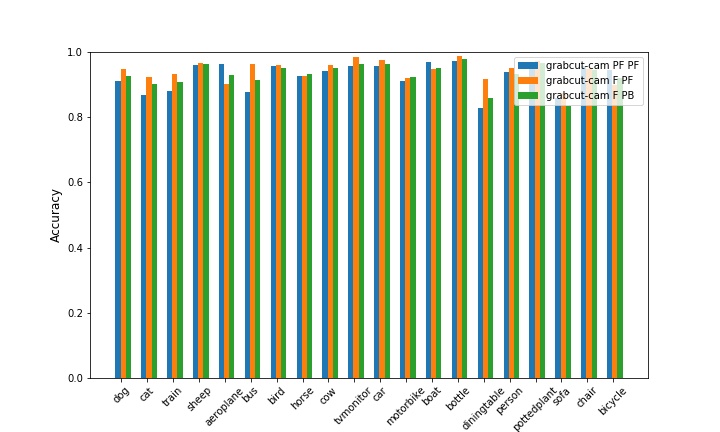 1.0
0.8
0.6
0.4
0.2
0.0
Accuracy
grabcut-cam PF PF
grabcut-cam F PF
grabcut-cam F PB
dog
cat
train
sheep
aeroplane
bus
bird
horse
cow
tvmonitor
car
motorbike
boat
bottle
diningtable
person
pottedplant
sofa
chair
bicycle